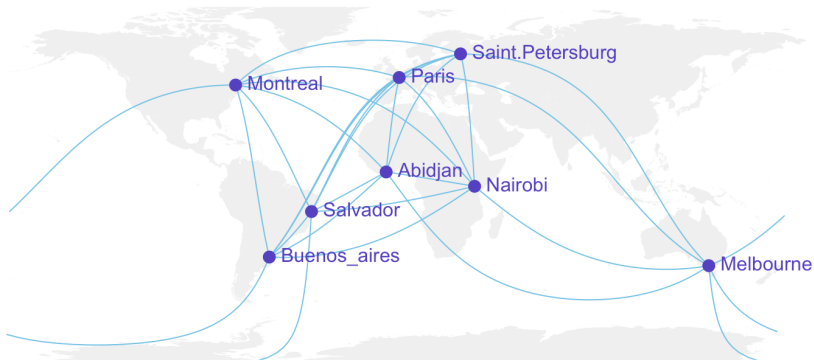 Saint.Petersburg
Paris
Montreal
Abidjan
Nairobi
Salvador
Buenos_aires
Melbourne